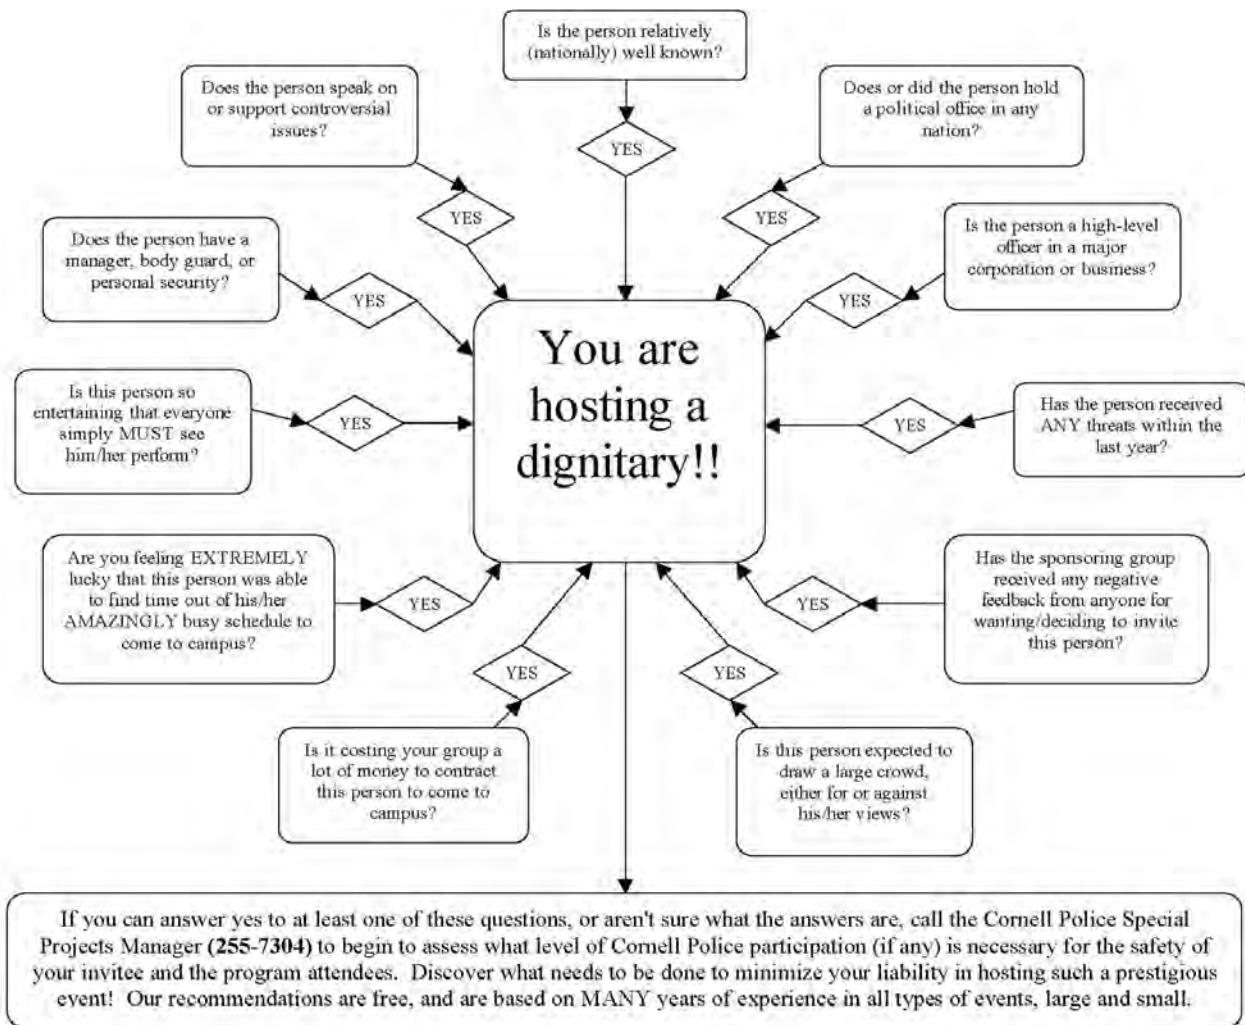 Is the person relatively
(nationally) well known?
YES
Does the person speak on
or support controversial
issues?
YES
Does or did the person hold
a political office in any
nation?
YES
Does the person have a
manager, body guard, or
personal security?
YES
Is the person a high-level
officer in a major
corporation or business?
YES
You are
hosting a
dignitary!!
Is this person so
entertaining that everyone
simply MUST see
him/her perform?
YES
Has the person received
ANY threats within the
last year?
YES
Are you feeling EXTREMELY
lucky that this person was able
to find time out of his/her
AMAZINGLY busy schedule to
come to campus?
YES
Has the sponsoring group
received any negative
feedback from anyone for
wanting/deciding to invite
this person?
YES
Is it costing your group a
lot of money to contract
this person to come to
campus?
YES
Is this person expected to
draw a large crowd,
either for or against
his/her views?
YES
If you can answer yes to at least one of these questions, or aren't sure what the answers are, call the Cornell Police Special
Projects Manager (255-7304) to begin to assess what level of Cornell Police participation (if any) is necessary for the safety of
your invitee and the program attendees. Discover what needs to be done to minimize your liability in hosting such a prestigious
event! Our recommendations are free, and are based on MANY years of experience in all types of events, large and small.